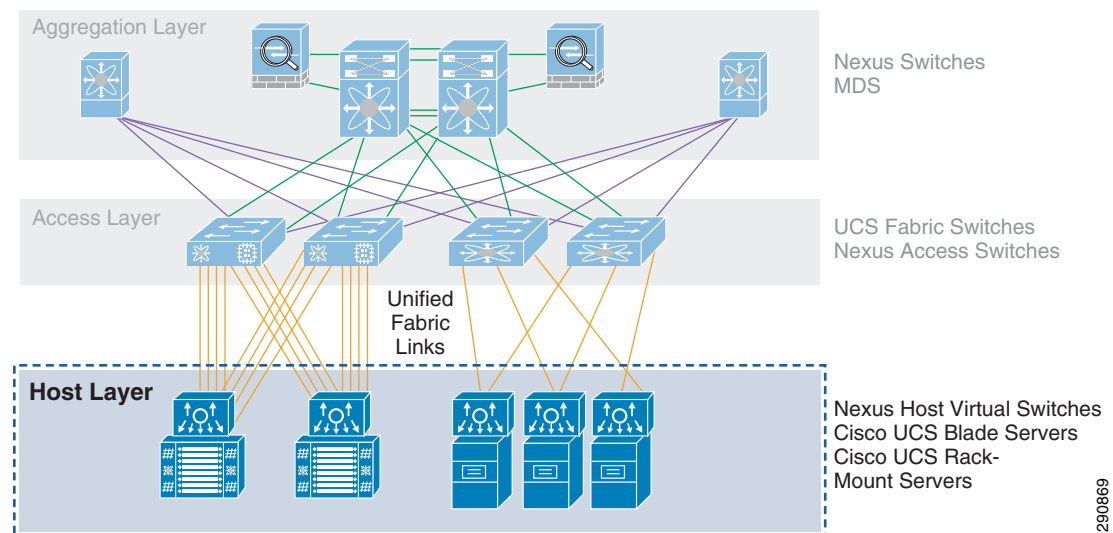 Aggregation Layer
Nexus Switches
MDS
Access Layer
UCS Fabric Switches
Nexus Access Switches
Unified
Fabric
Links
Host Layer
Nexus Host Virtual Switches
Cisco UCS Blade Servers
Cisco UCS Rack-
Mount Servers
290869